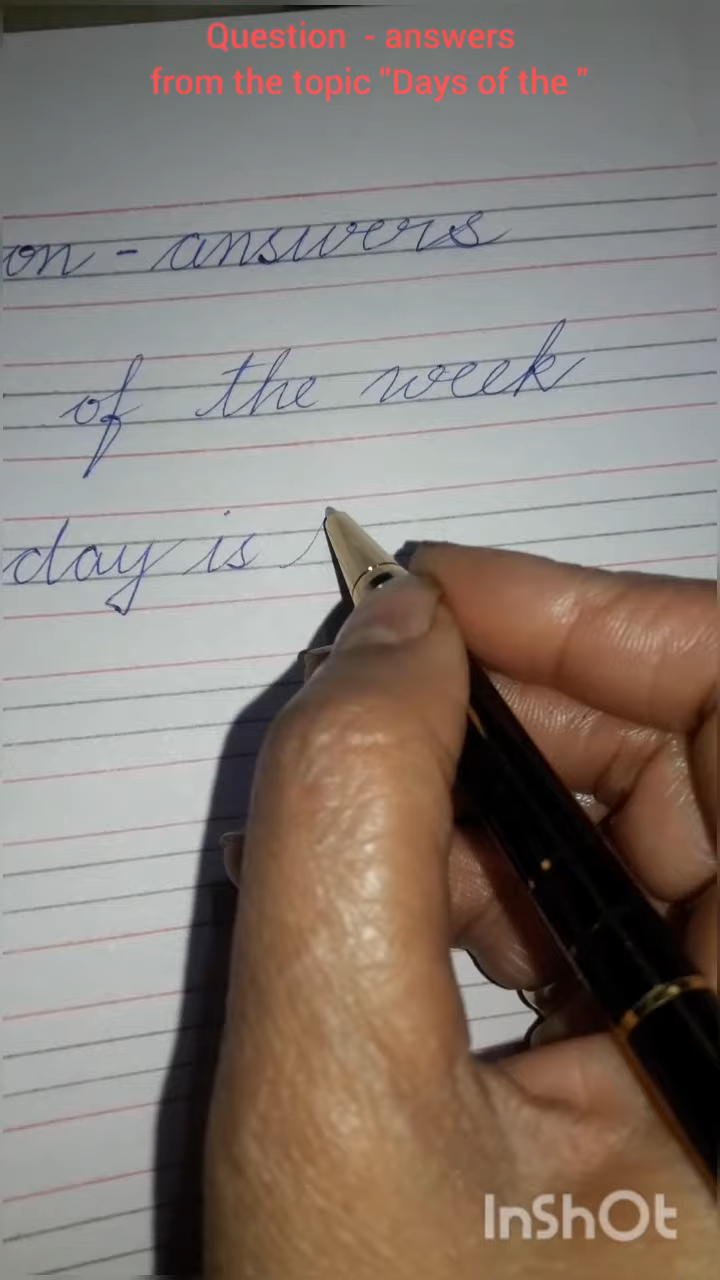 Question - answers
from the topic "Days of the "
on - answers
of the week
day is
InShOt